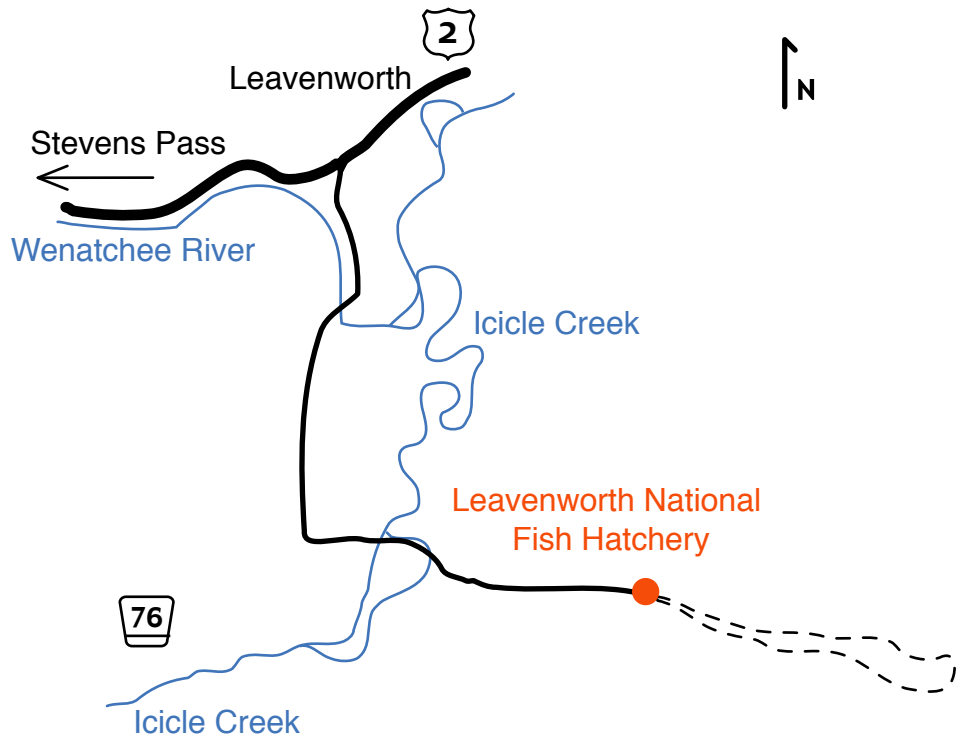 2
Leavenworth
N
Stevens Pass
Wenatchee River
Icicle Creek
Leavenworth National
Fish Hatchery
76
Icicle Creek